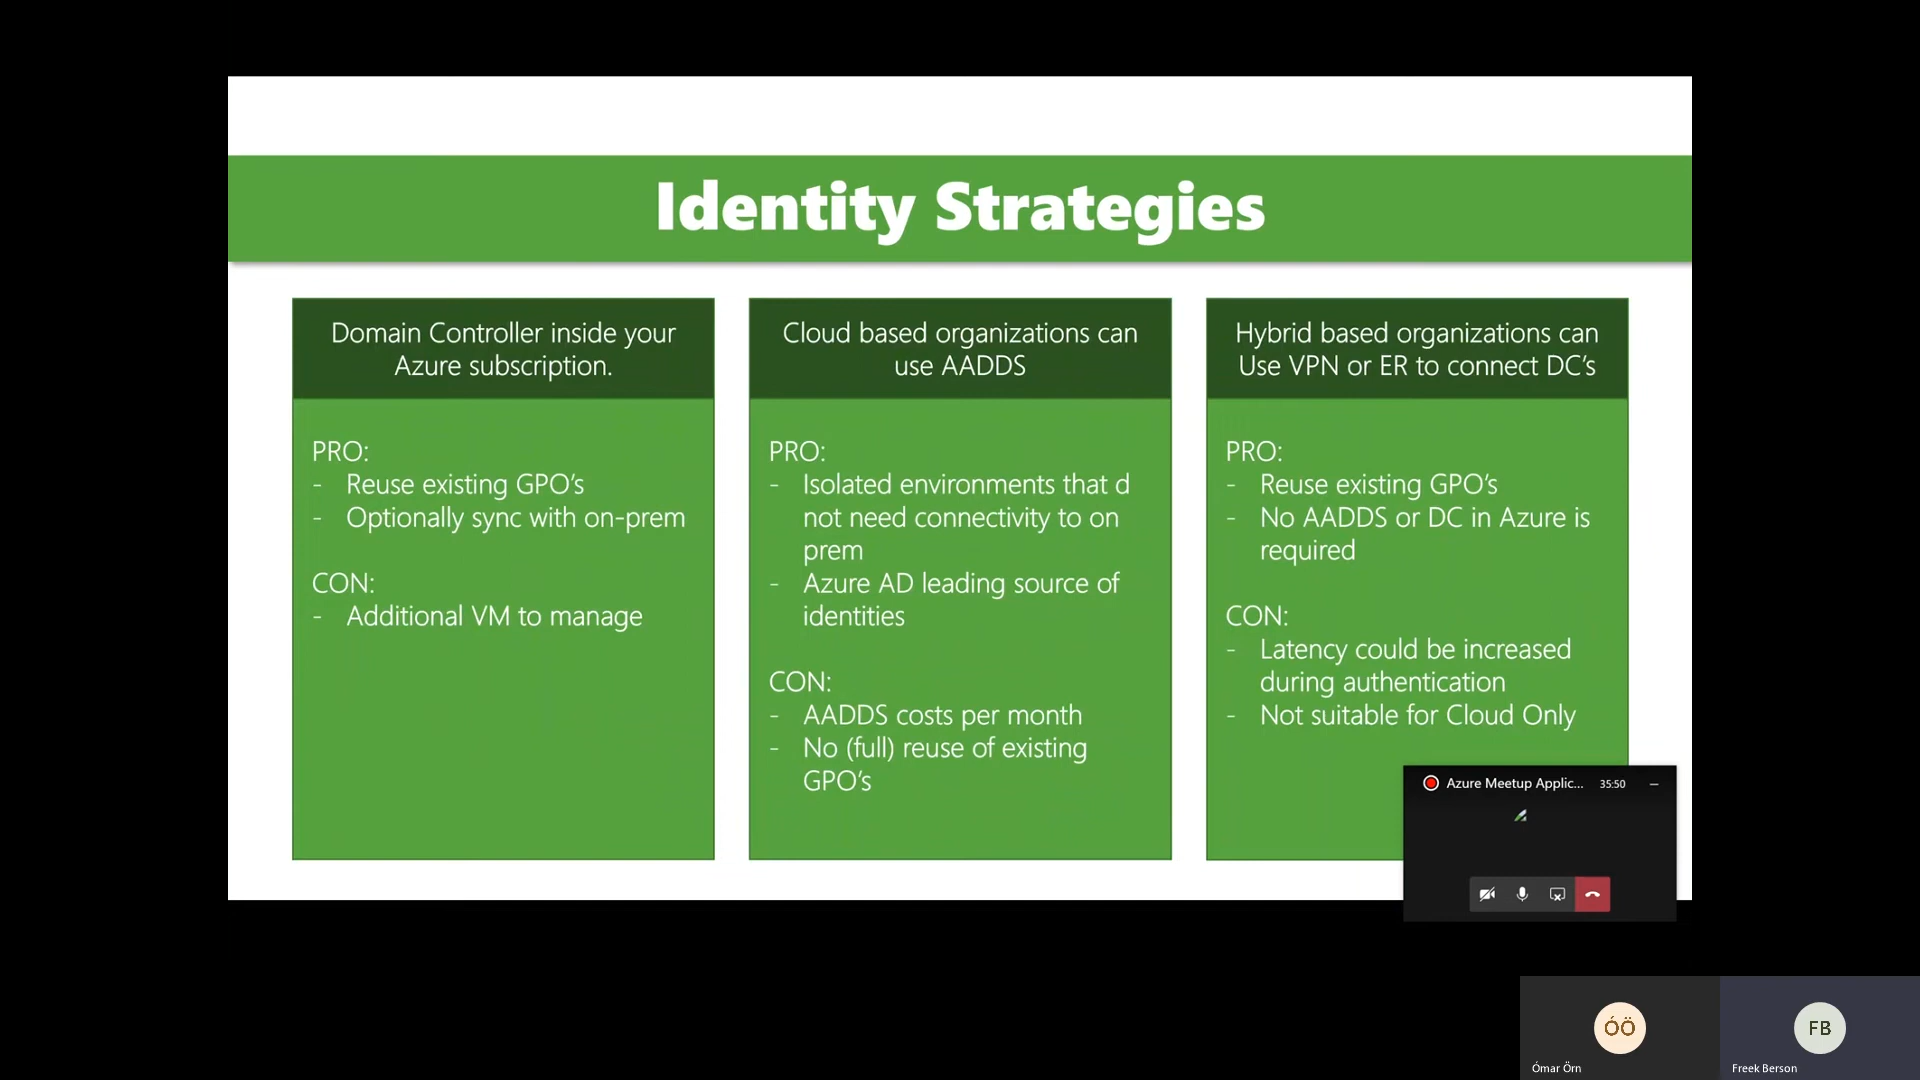 Identity Strategies
Domain Controller inside your
Azure subscription.
PRO:
- Reuse existing GPO's
- Optionally sync with on-prem
CON:
- Additional VM to manage
Cloud based organizations can
use AADDS
PRO:
- Isolated environments that d
not need connectivity to on
prem
- Azure AD leading source of
identities
CON:
- AADDS costs per month
- No (full) reuse of existing
GPO's
Hybrid based organizations can
Use VPN or ER to connect DC's
PRO:
- Reuse existing GPO's
- No AADDS or DC in Azure is
required
CON:
- Latency could be increased
during authentication
- Not suitable for Cloud Only
Azure Meetup Applic... 35:50
ÓÖ
Ómar Örn
FB
Freek Berson